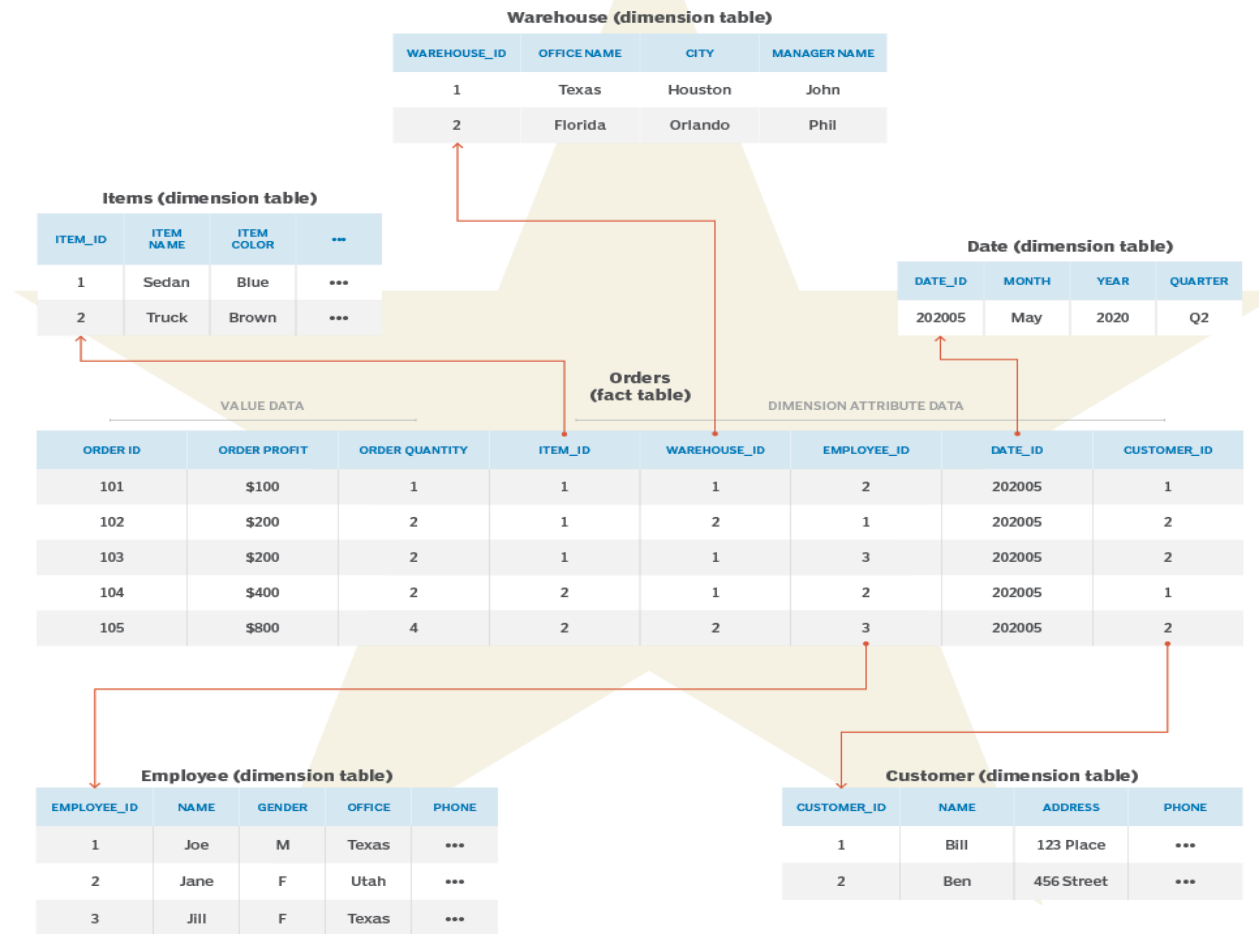 Warehouse (dimension table)
WAREHOUSE_ID OFFICE NAME CITY MANAGER NAME
1 Texas Houston John
2 Florida Orlando Phil
Items (dimension table)
ITEM_ID ITEM NAME ITEM COLOR •••
1 Sedan Blue •••
2 Truck Brown •••
Date (dimension table)
DATE_ID MONTH YEAR QUARTER
202005 May 2020 Q2
Orders
(fact table)
VALUE DATA DIMENSION ATTRIBUTE DATA
ORDER ID ORDER PROFIT ORDER QUANTITY ITEM_ID WAREHOUSE_ID EMPLOYEE_ID DATE_ID CUSTOMER_ID
101 $100 1 1 1 2 202005 1
102 $200 2 1 2 1 202005 2
103 $200 2 1 1 3 202005 2
104 $400 2 2 1 2 202005 1
105 $800 4 2 2 3 202005 2
Employee (dimension table)
EMPLOYEE_ID NAME GENDER OFFICE PHONE
1 Joe M Texas •••
2 Jane F Utah •••
3 Jill F Texas •••
Customer (dimension table)
CUSTOMER_ID NAME ADDRESS PHONE
1 Bill 123 Place •••
2 Ben 456 Street •••